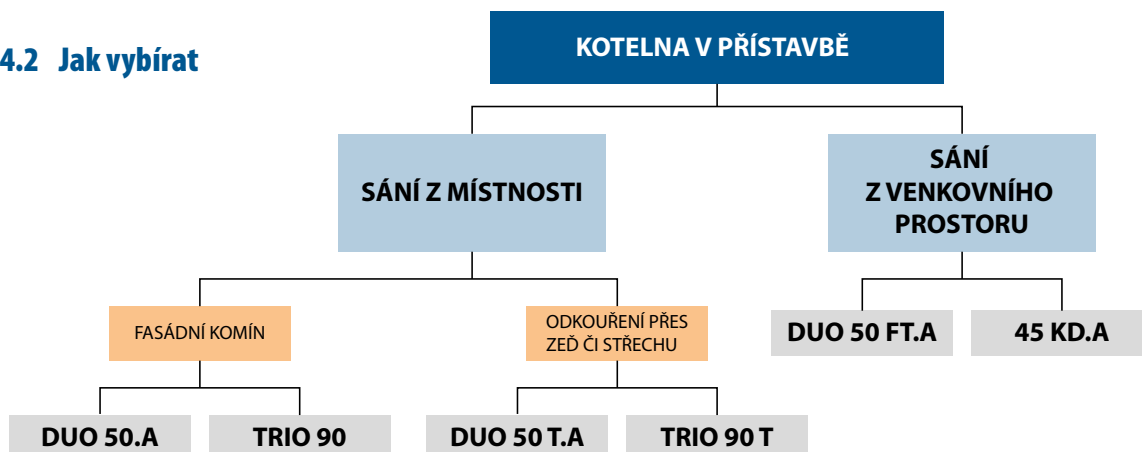 4.2 Jak vybírat
KOTELNA V PŘÍSTAVBĚ
SÁNÍ Z MÍSTNOSTI
SÁNÍ
Z VENKOVNÍHO
PROSTORU
FASÁDNÍ KOMÍN
ODKOUŘENÍ PŘES
ZEĎ ČI STŘECHU
DUO 50 FT.A
45 KD.A
DUO 50.A
TRIO 90
DUO 50 T.A
TRIO 90 T